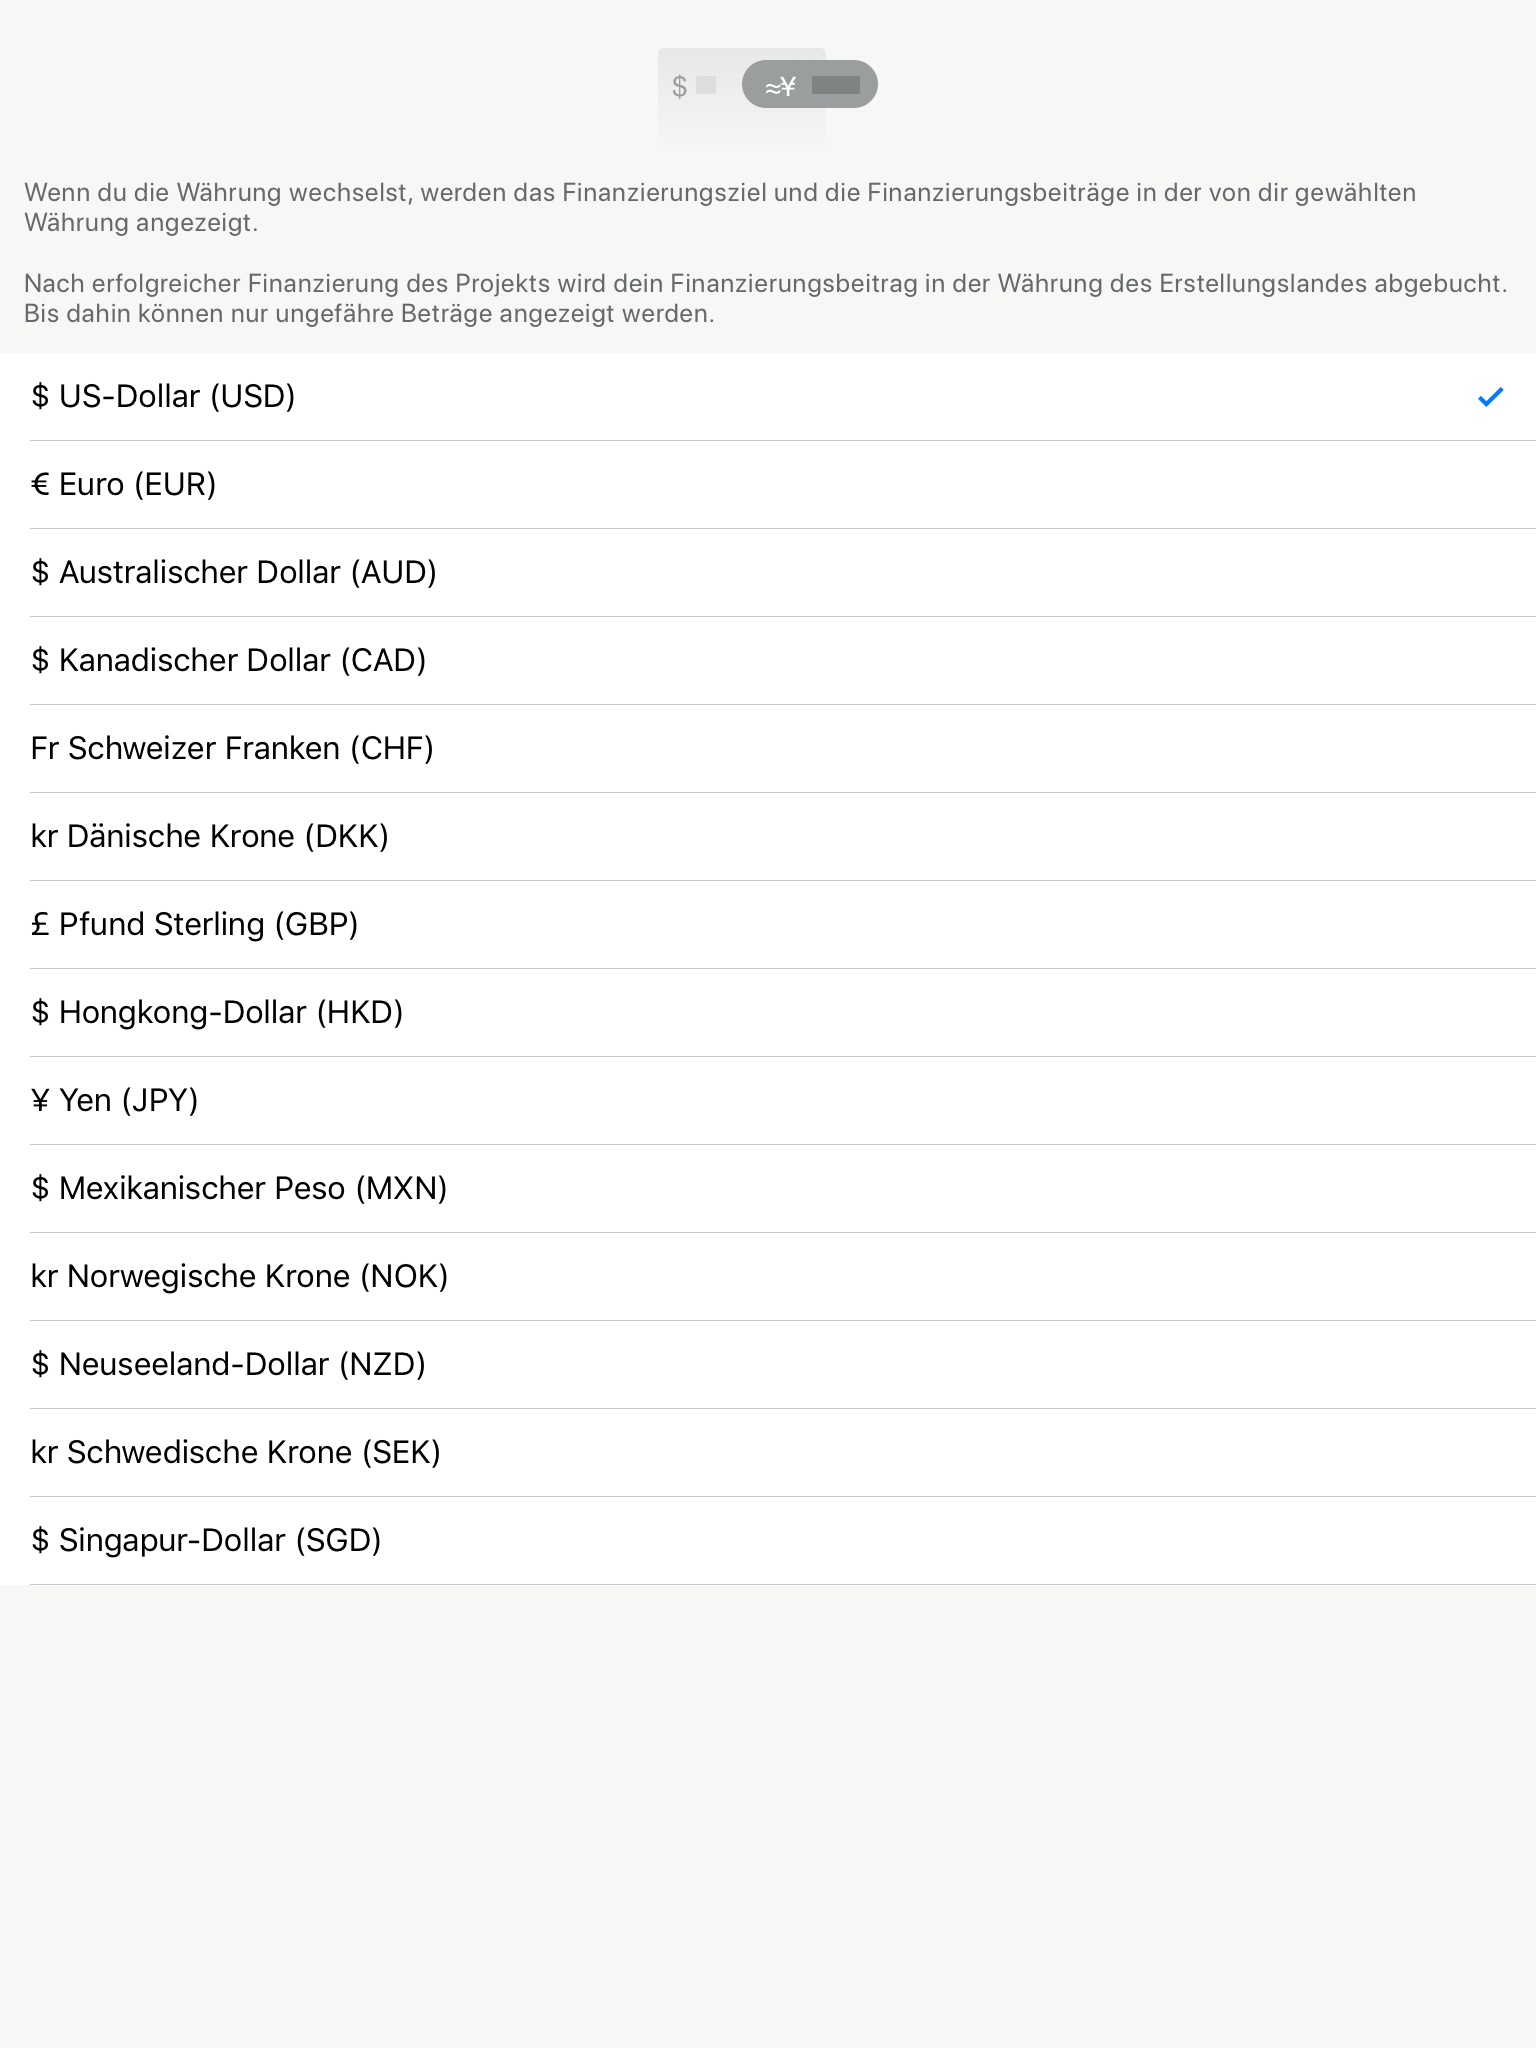 $ ≈¥
Wenn du die Währung wechselst, werden das Finanzierungsziel und die Finanzierungsbeiträge in der von dir gewählten
Währung angezeigt.
Nach erfolgreicher Finanzierung des Projekts wird dein Finanzierungsbeitrag in der Währung des Erstellungslandes abgebucht.
Bis dahin können nur ungefähre Beträge angezeigt werden.
$ US-Dollar (USD)
€ Euro (EUR)
$ Australischer Dollar (AUD)
$ Kanadischer Dollar (CAD)
Fr Schweizer Franken (CHF)
kr Dänische Krone (DKK)
£ Pfund Sterling (GBP)
$ Hongkong-Dollar (HKD)
¥ Yen (JPY)
$ Mexikanischer Peso (MXN)
kr Norwegische Krone (NOK)
$ Neuseeland-Dollar (NZD)
kr Schwedische Krone (SEK)
$ Singapur-Dollar (SGD)